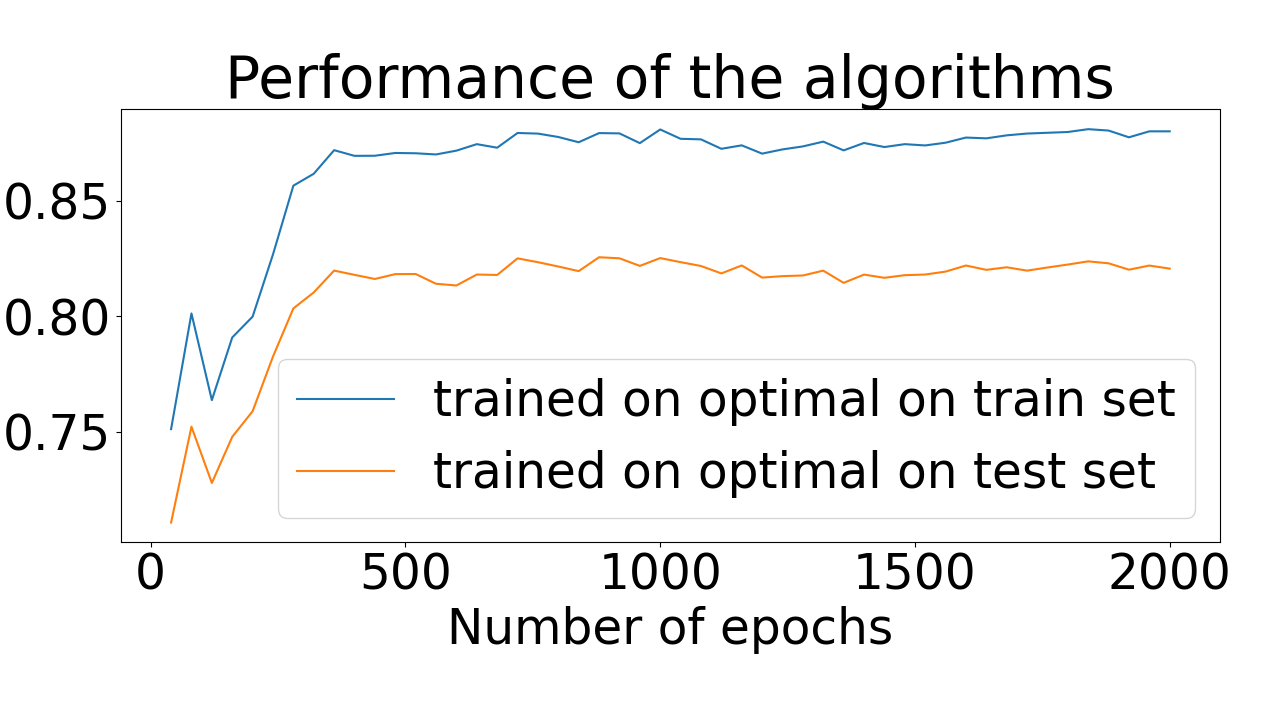 Performance of the algorithms
0.85
0.80
0.75
trained on optimal on train set
trained on optimal on test set
0 500 1000 1500 2000
Number of epochs